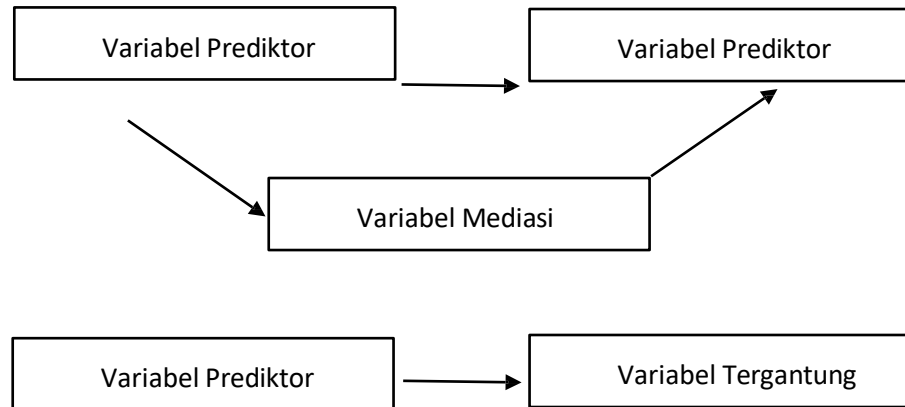 Variabel Prediktor
Variabel Prediktor
Variabel Mediasi
Variabel Prediktor
Variabel Tergantung